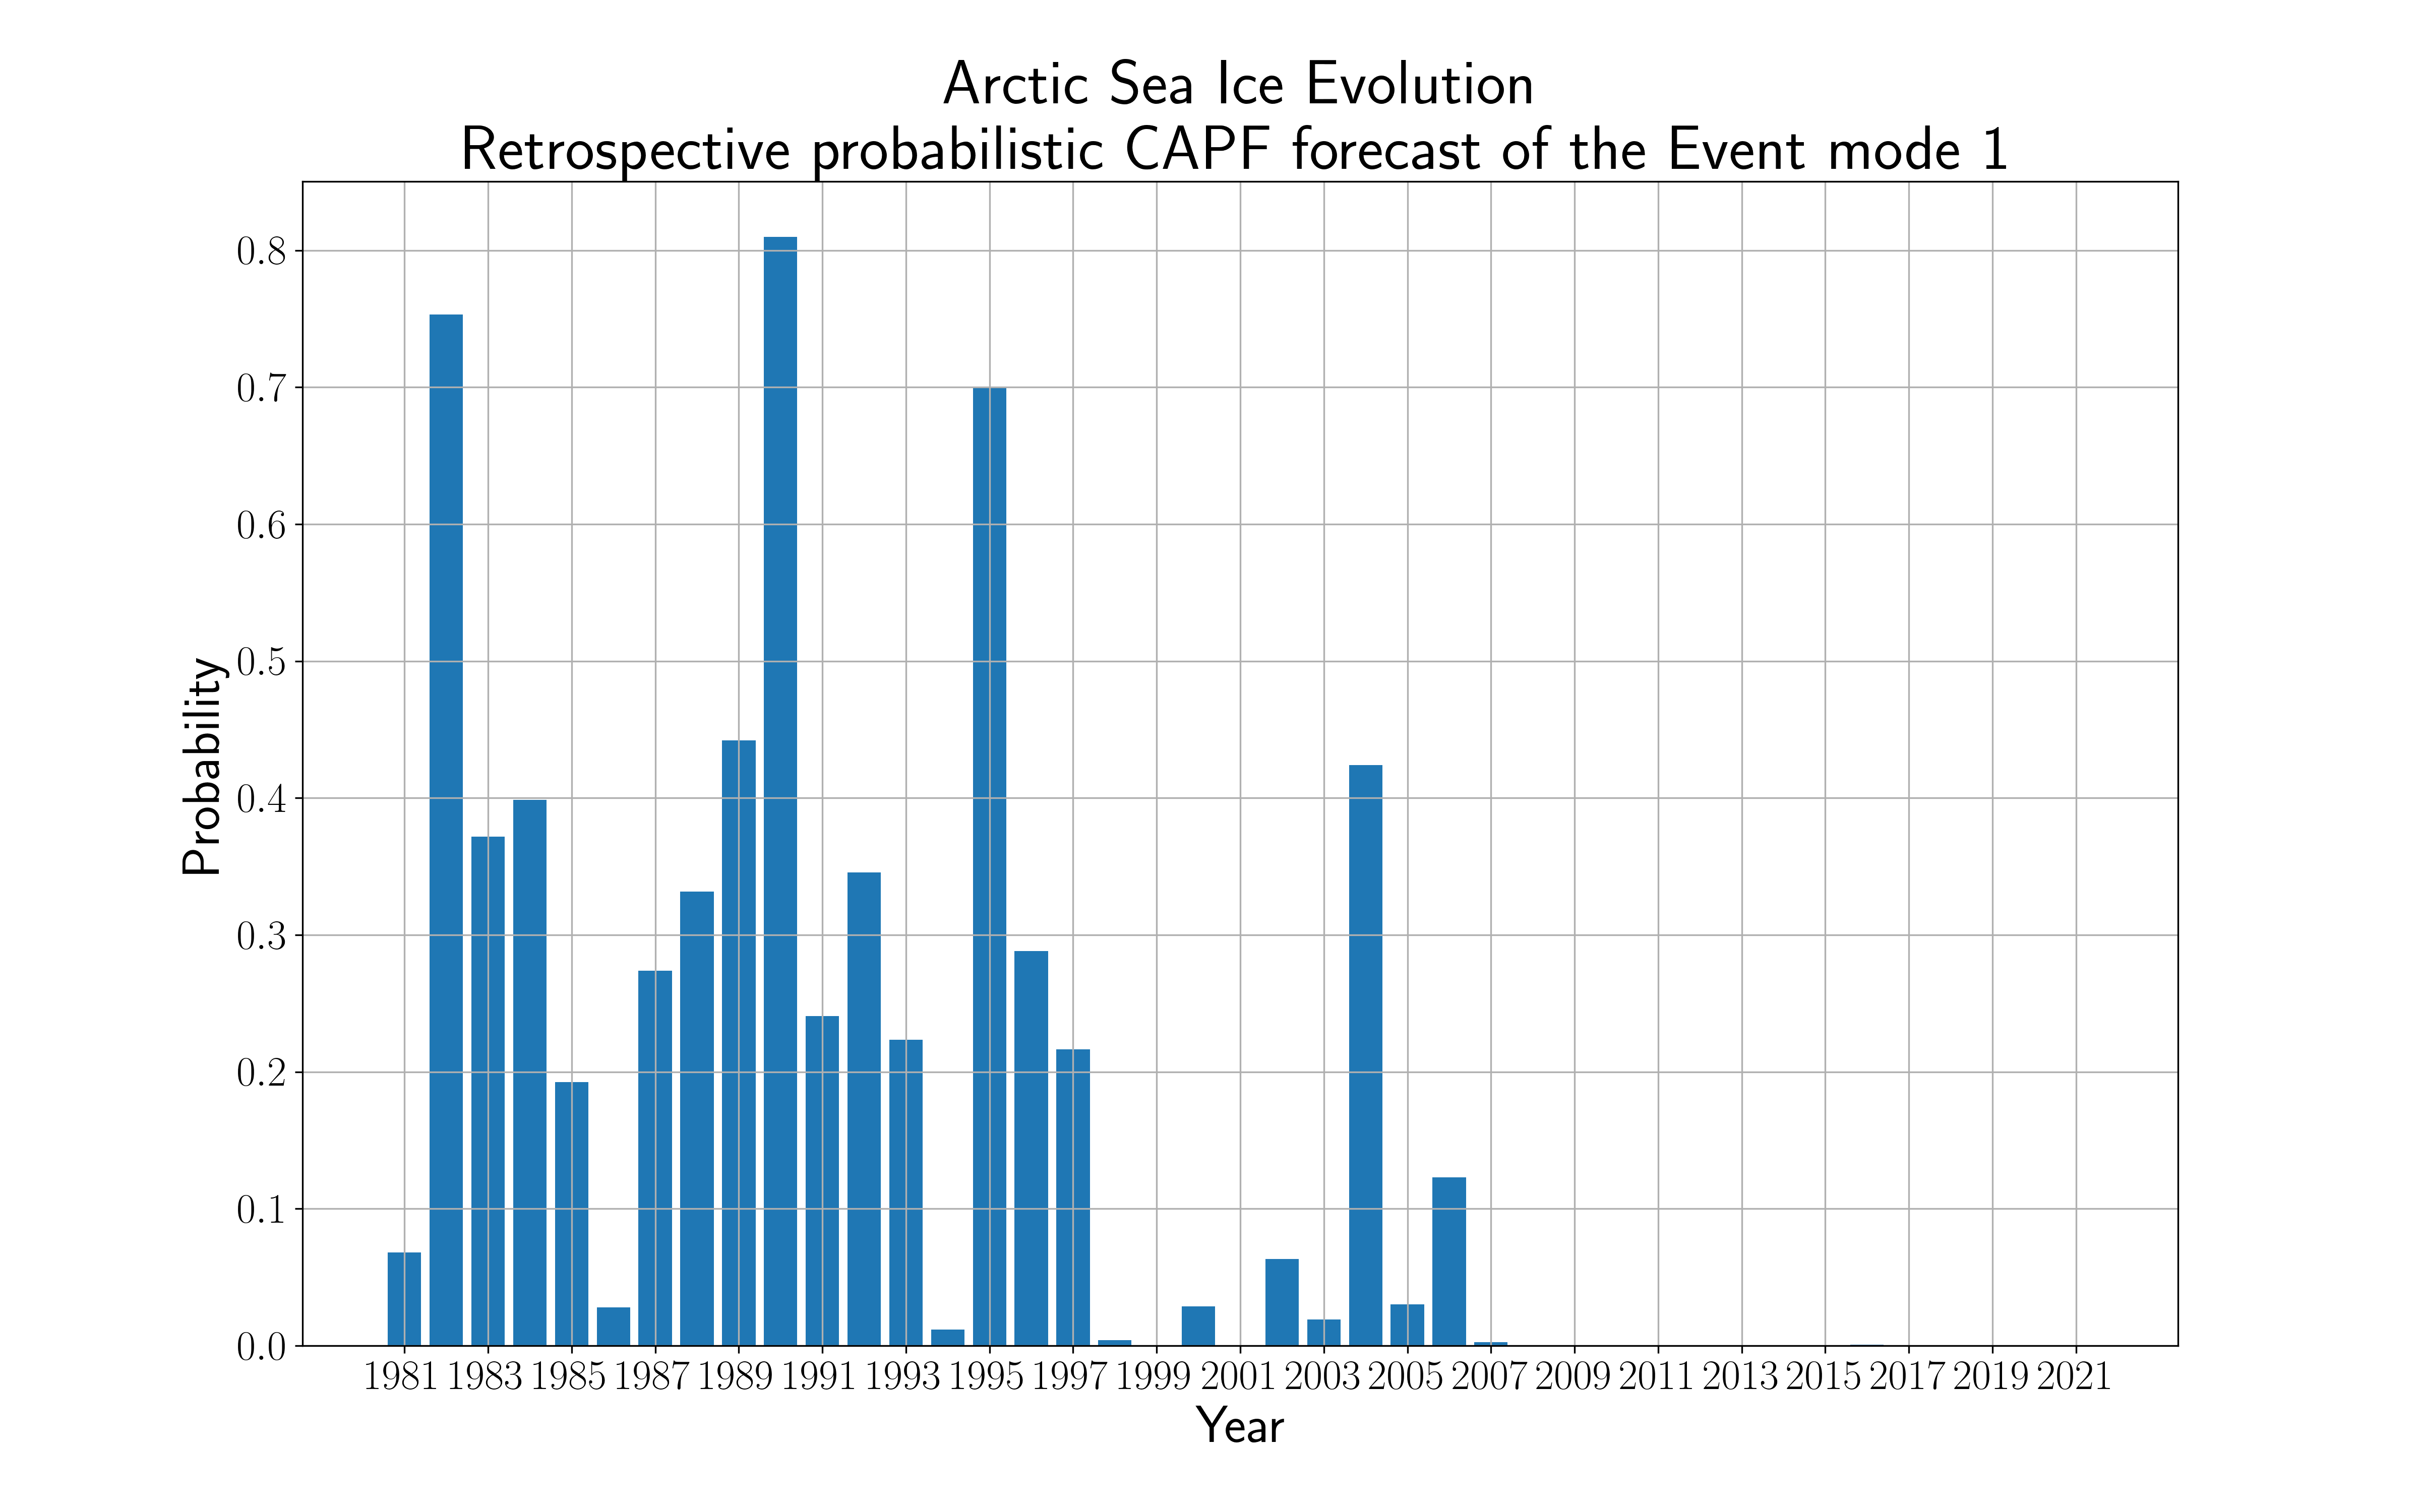 Arctic Sea Ice Evolution
Retrospective probabilistic CAPF forecast of the Event mode 1
0.8
0.7
0.6
0.5
0.4
0.3
0.2
0.1
0.0
Probability
1981 1983 1985 1987 1989 1991 1993 1995 1997 1999 2001 2003 2005 2007 2009 2011 2013 2015 2017 2019 2021
Year